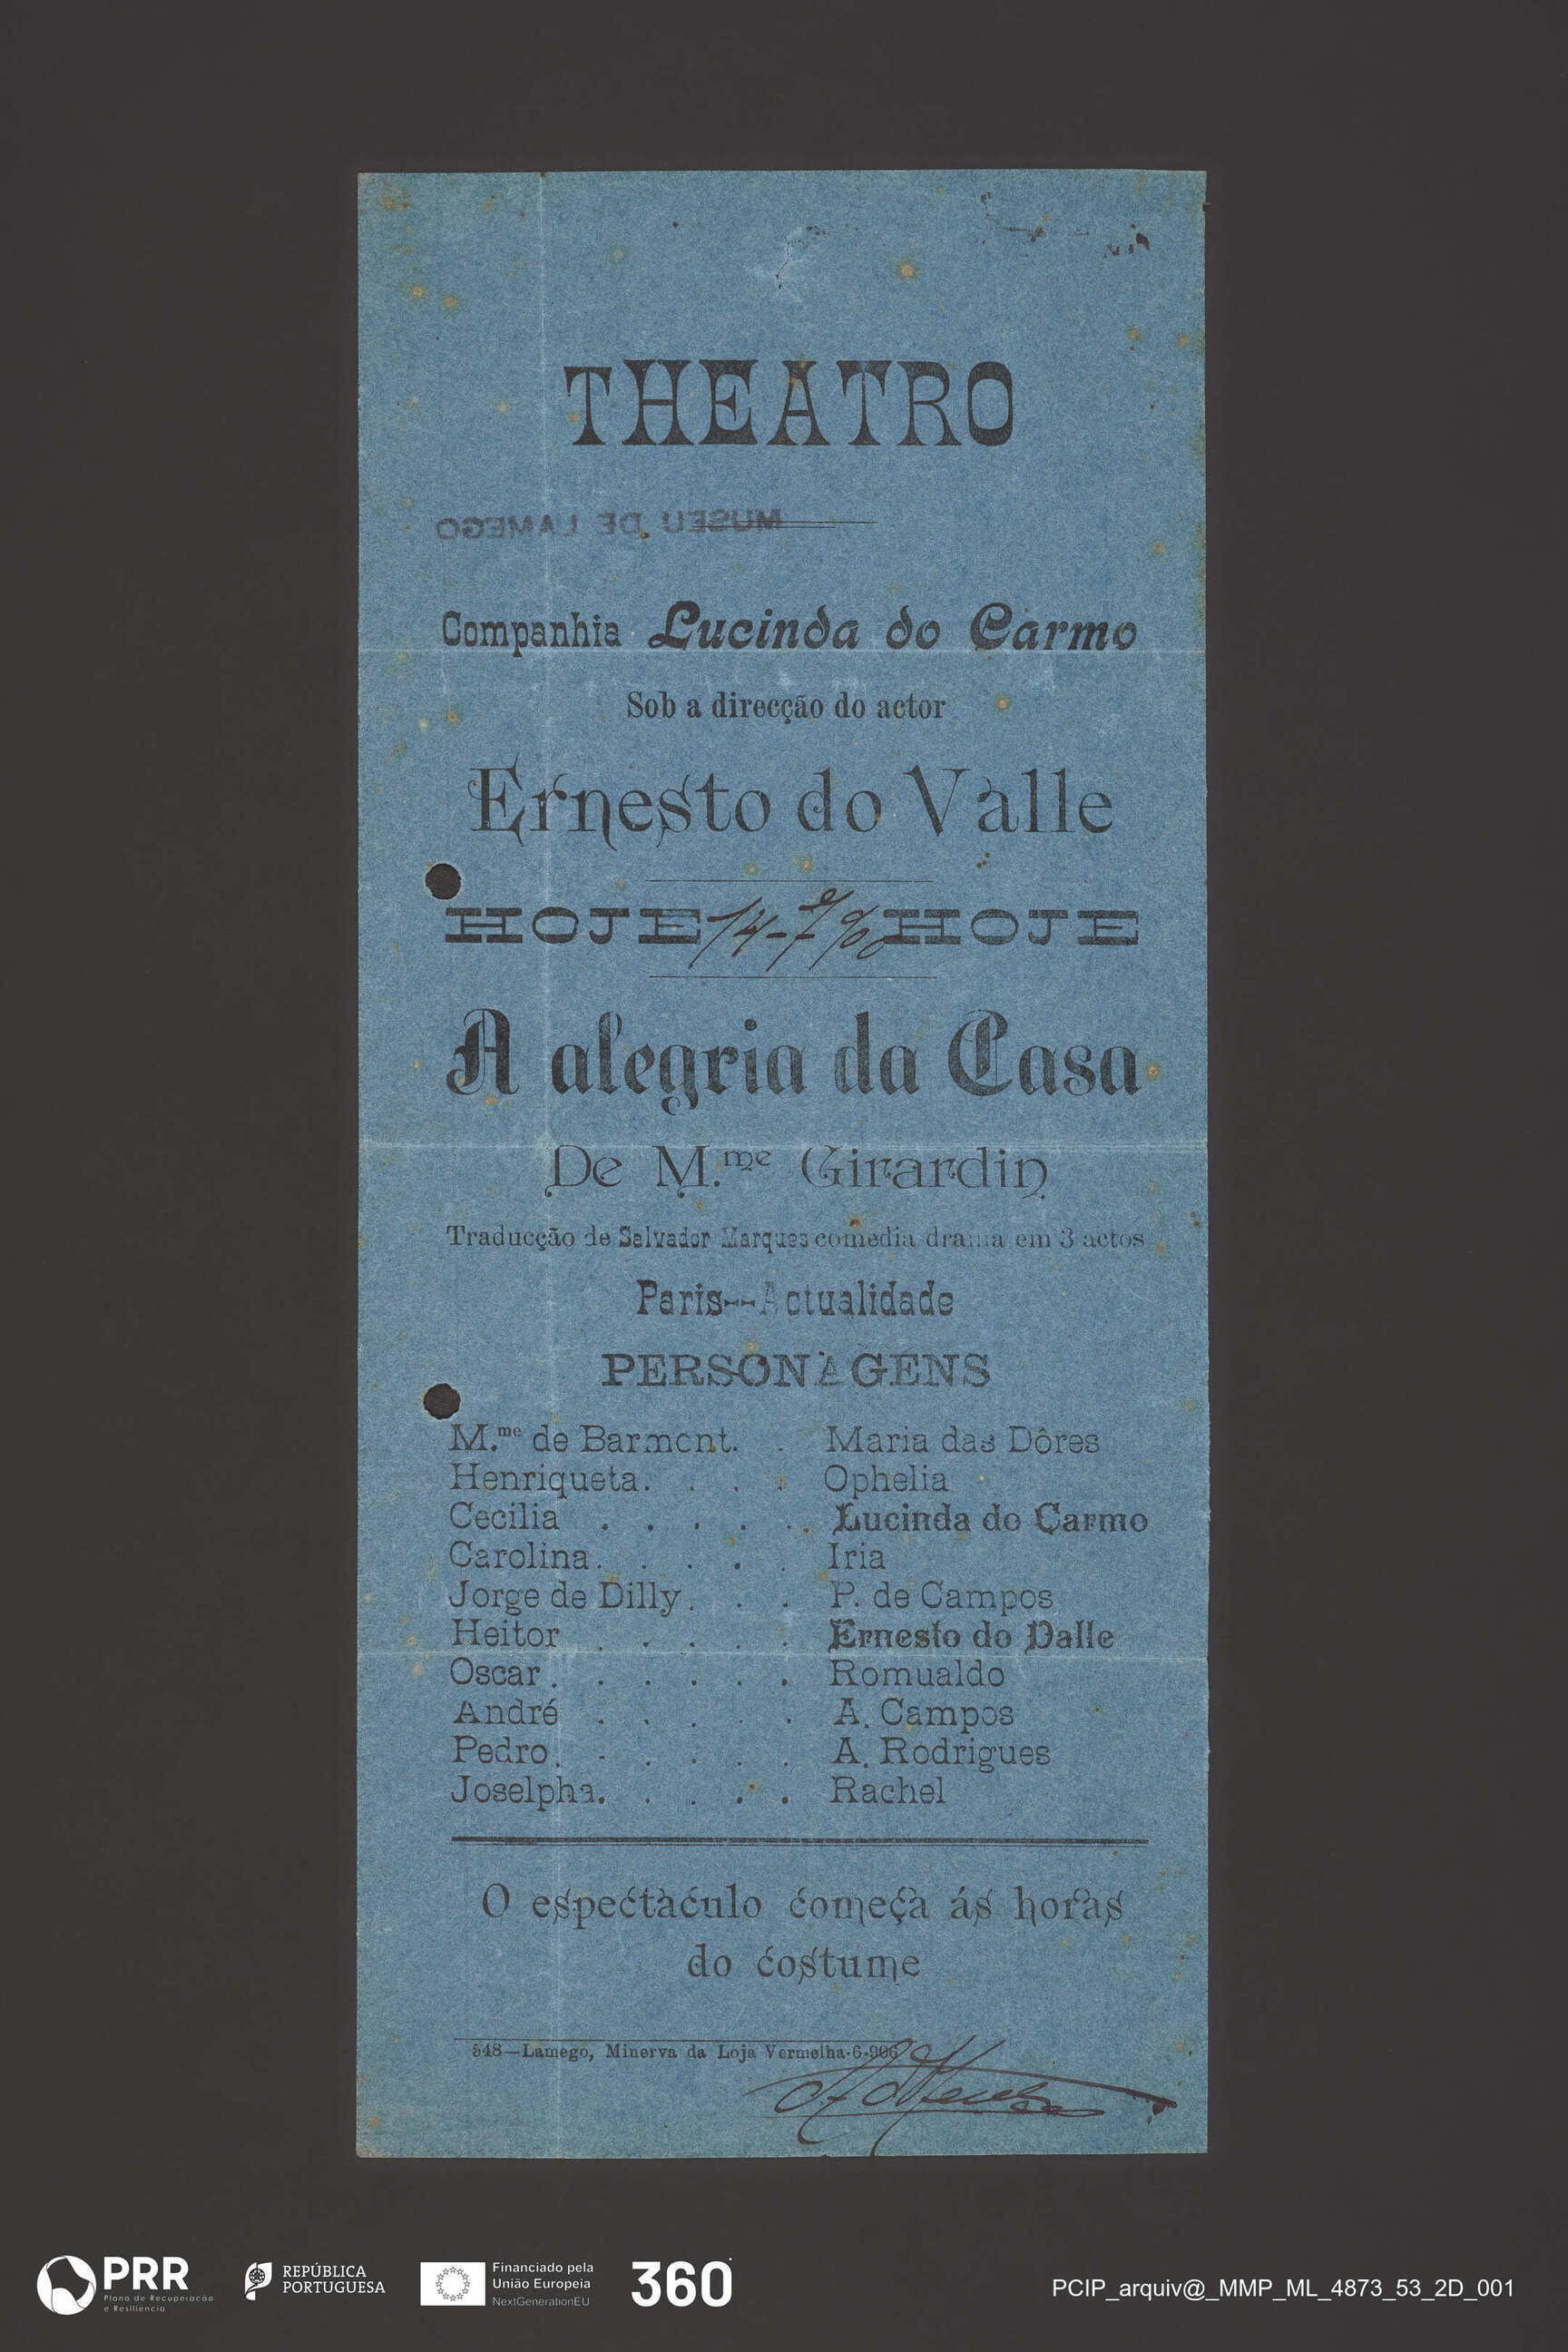 THEATRO
MUSEU DE LAMEGO
Companhia Lucinda do Carmo
Sob a direcção do actor
Ernesto do Valle
HOJE 14-7 HOJE
A alegria da Casa
De M.me Girardin
Traducção de Salvador Marques comedia drama em 3 actos
Paris--Actualidade
PERSONAGENS
M.me de Barmont. . Maria das Dôres
Henriqueta. . . . Ophelia
Cecilia . . . . . . Lucinda do Carmo
Carolina. . . . . Iria
Jorge de Dilly. . . P. de Campos
Heitor . . . . . Ernesto do Valle
Oscar. . . . . . Romualdo
André . . . . . A. Campos
Pedro. . . . . . A. Rodrigues
Joselpha. . . . . Rachel
O espectaculo começa ás horas
do costume
548—Lamego, Minerva da Loja Vermelha-6-906
PRR
Plano de Recuperação
e Resiliência
REPÚBLICA
PORTUGUESA
Financiado pela
União Europeia
NextGenerationEU
360
PCIP_arquiv@_MMP_ML_4873_53_2D_001